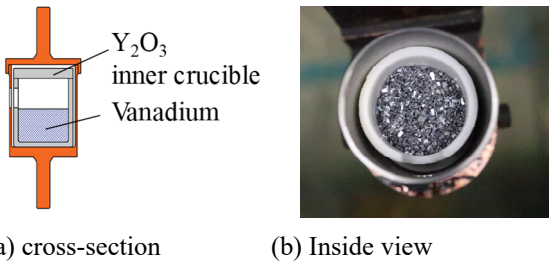 Y₂O₃
inner crucible
Vanadium
a) cross-section
(b) Inside view